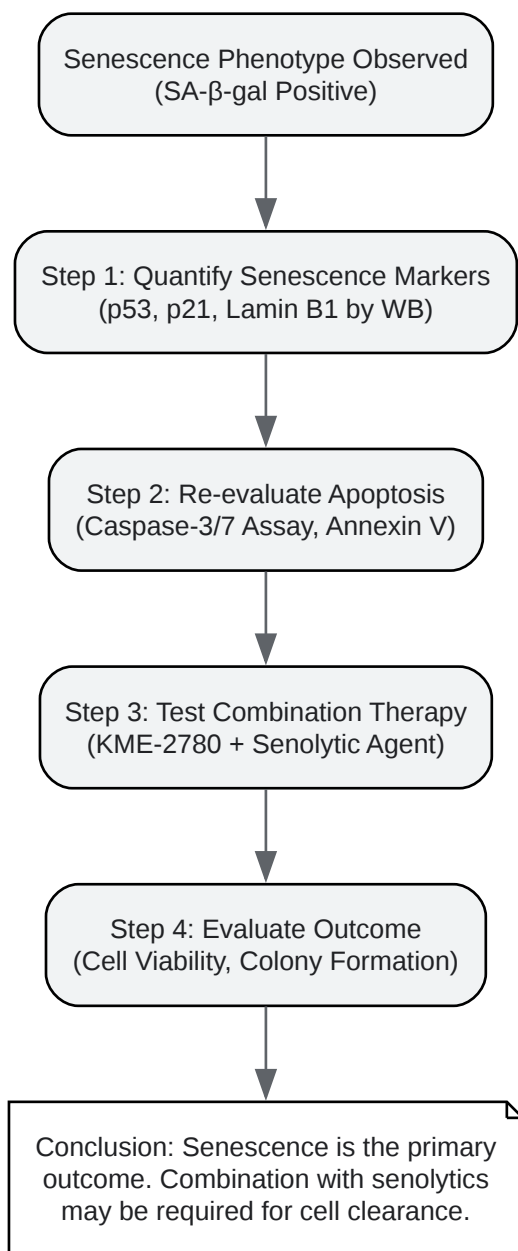 Senescence Phenotype Observed
(SA-β-gal Positive)
Step 1: Quantify Senescence Markers
(p53, p21, Lamin B1 by WB)
Step 2: Re-evaluate Apoptosis
(Caspase-3/7 Assay, Annexin V)
Step 3: Test Combination Therapy
(KME-2780 + Senolytic Agent)
Step 4: Evaluate Outcome
(Cell Viability, Colony Formation)
Conclusion: Senescence is the primary
outcome. Combination with senolytics
may be required for cell clearance.